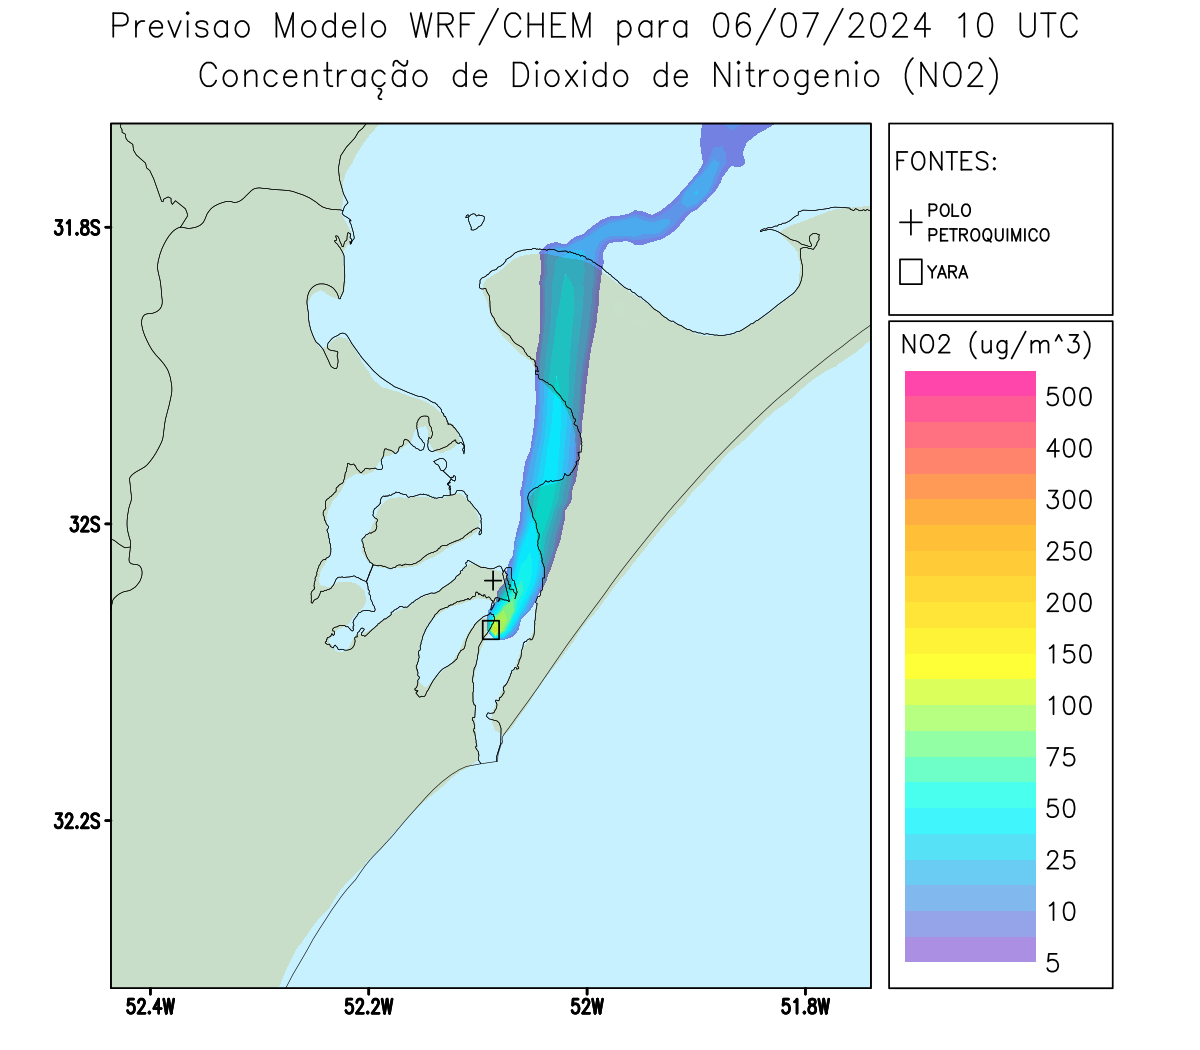 Previsao Modelo WRF/CHEM para 06/07/2024 10 UTC
Concentração de Dioxido de Nitrogenio (NO2)
FONTES:
POLO
PETROQUIMICO
YARA
NO2 (ug/m^3)
500
400
300
250
200
150
100
75
50
25
10
5
31.8S
32S
32.2S
52.4W
52.2W
52W
51.8W